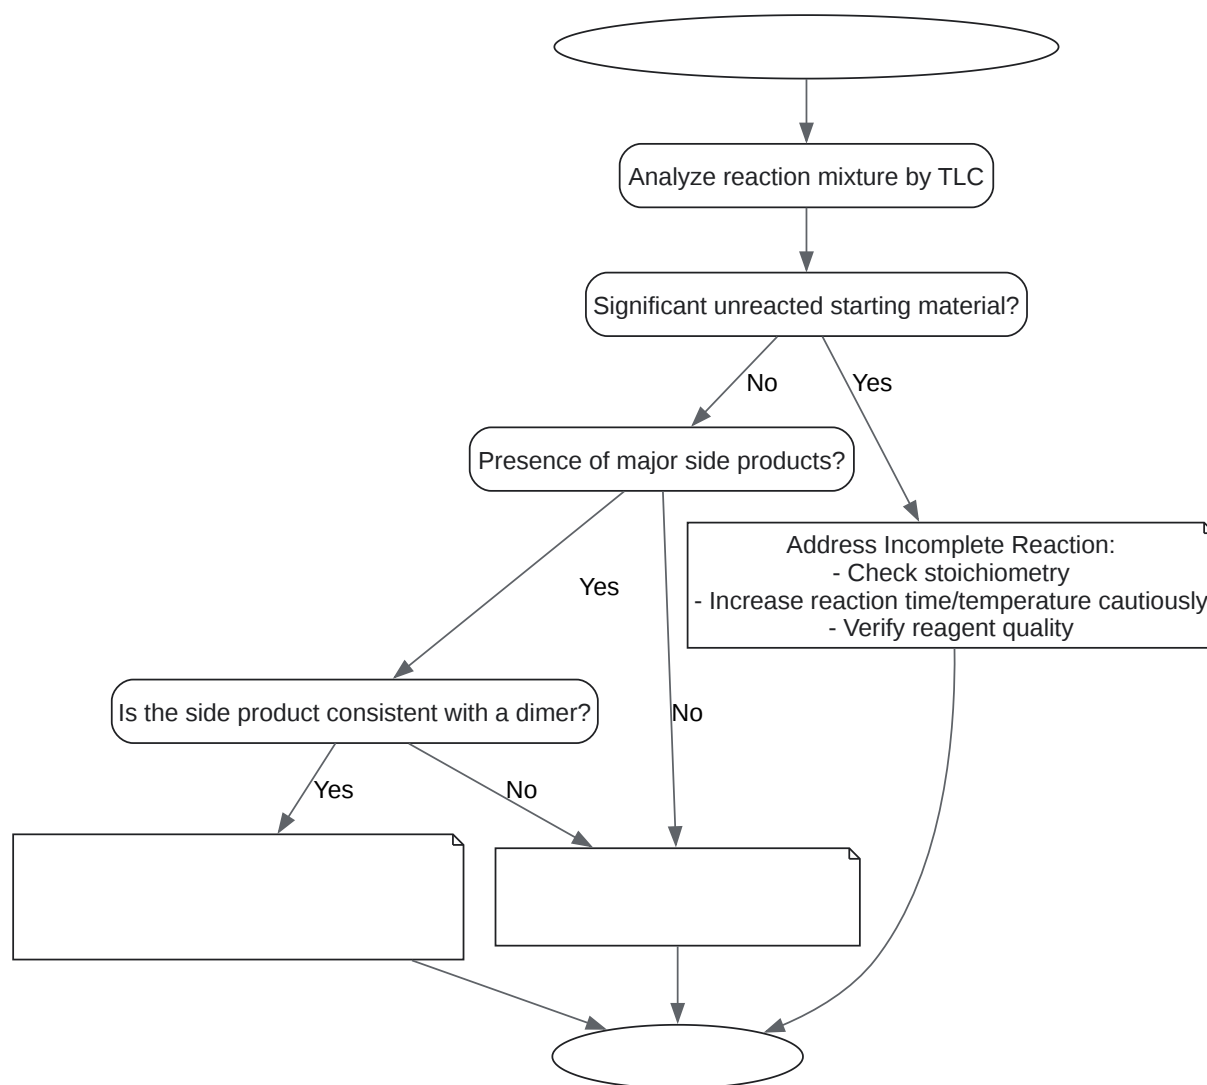 Analyze reaction mixture by TLC
Significant unreacted starting material?
No
Yes
Presence of major side products?
Address Incomplete Reaction:
- Check stoichiometry
- Increase reaction time/temperature cautiously
- Verify reagent quality
Yes
No
Is the side product consistent with a dimer?
Yes
No